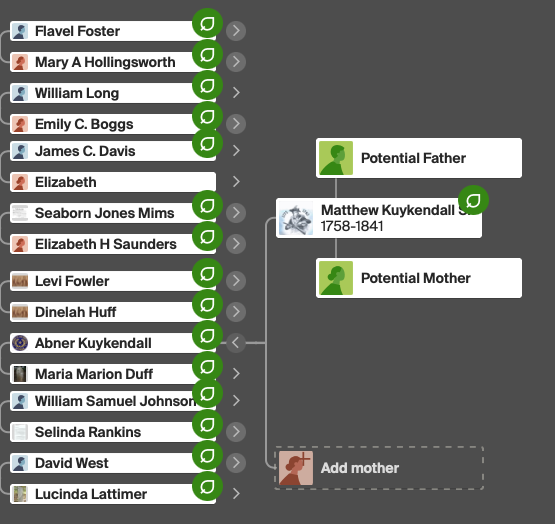 Flavel Foster
Mary A Hollingsworth
William Long
Emily C. Boggs
James C. Davis
Elizabeth
Seaborn Jones Mims
Elizabeth H Saunders
Levi Fowler
Dinelah Huff
Abner Kuykendall
Maria Marion Duff
William Samuel Johnson
Selinda Rankins
David West
Lucinda Lattimer
Potential Father
Matthew Kuykendall
1758-1841
Potential Mother
Add mother